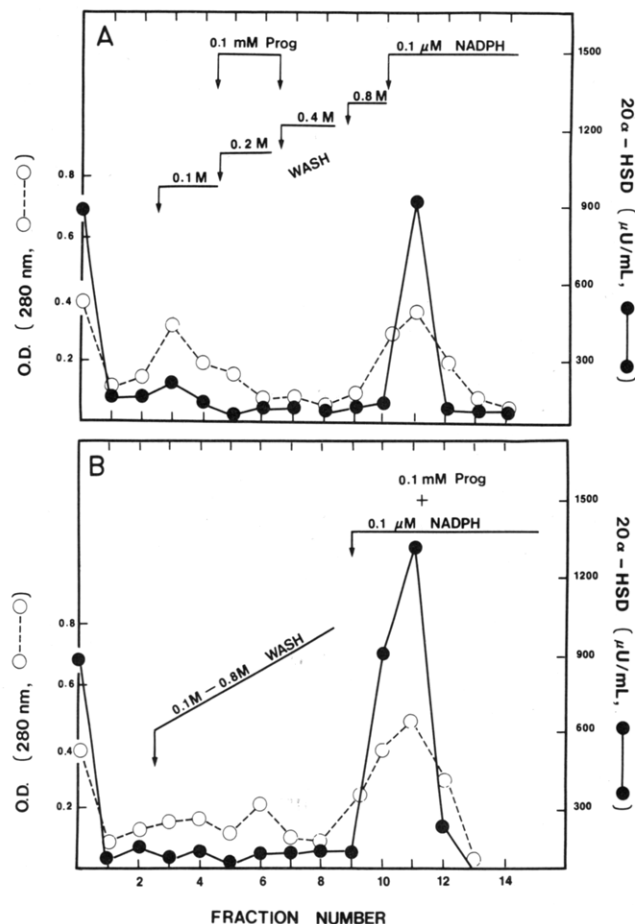 A
0.1 mM Prog
0.1 μM NADPH
0.1 M
0.2 M
0.4 M
0.8 M
WASH
O.D. ( 280 nm, )
0.8
0.6
0.4
0.2
1500
1200
900
600
300
20α-HSD ( μU/mL, )
B
0.1 mM Prog
+
0.1 μM NADPH
0.1M — 0.8M WASH
O.D. ( 280 nm, )
0.8
0.6
0.4
0.2
1500
1200
900
600
300
20α-HSD ( μU/mL, )
2 4 6 8 10 12 14
FRACTION NUMBER